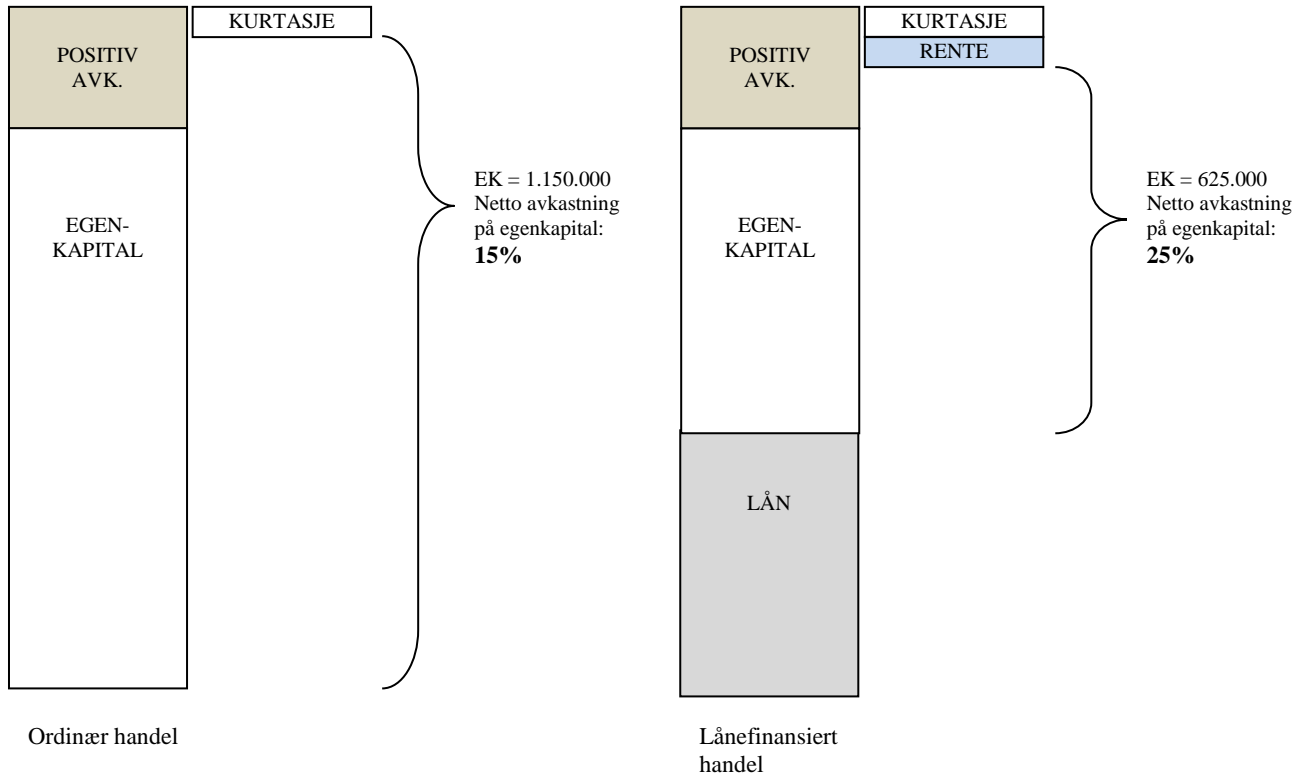 KURTASJE
POSITIV
AVK.
EGEN-
KAPITAL
EK = 1.150.000
Netto avkastning
på egenkapital:
15%
Ordinær handel
KURTASJE
RENTE
POSITIV
AVK.
EGEN-
KAPITAL
LÅN
EK = 625.000
Netto avkastning
på egenkapital:
25%
Lånefinansiert
handel